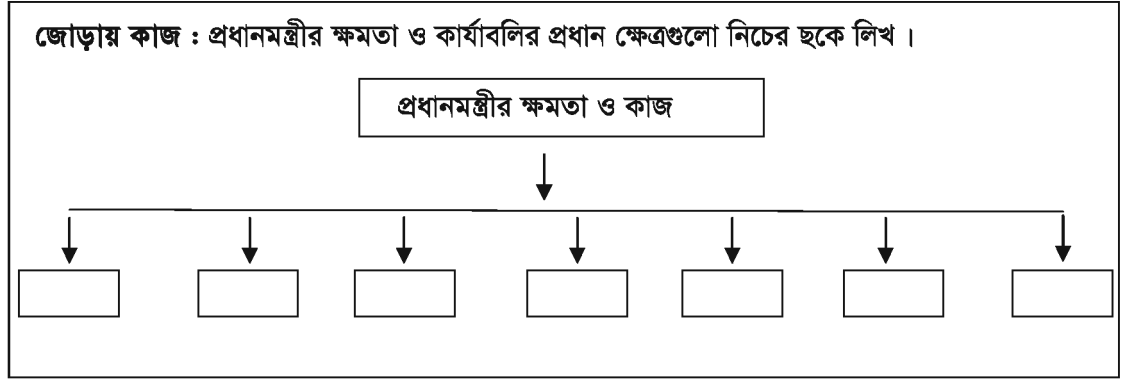 জোড়ায় কাজ : প্রধানমন্ত্রীর ক্ষমতা ও কার্যাবলির প্রধান ক্ষেত্রগুলো নিচের ছকে লিখ ।
প্রধানমন্ত্রীর ক্ষমতা ও কাজ